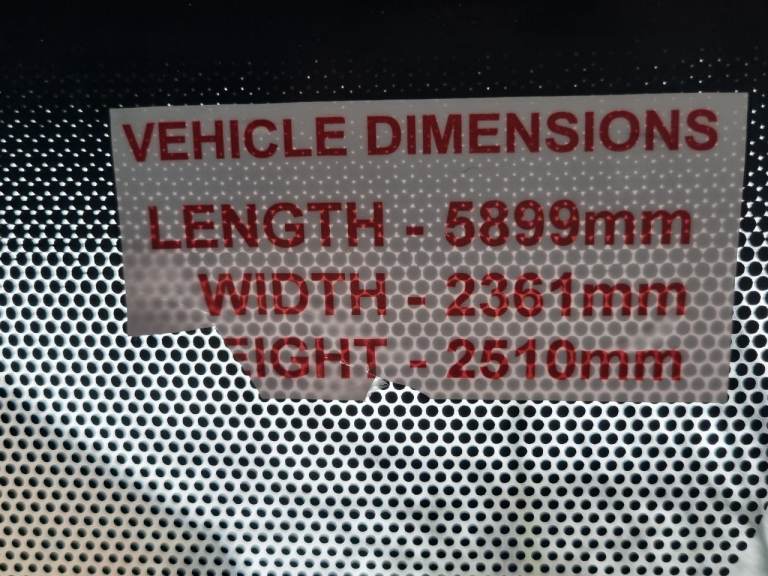 VEHICLE DIMENSIONS
LENGTH - 5899mm
WIDTH - 2361mm
EIGHT - 2510mm